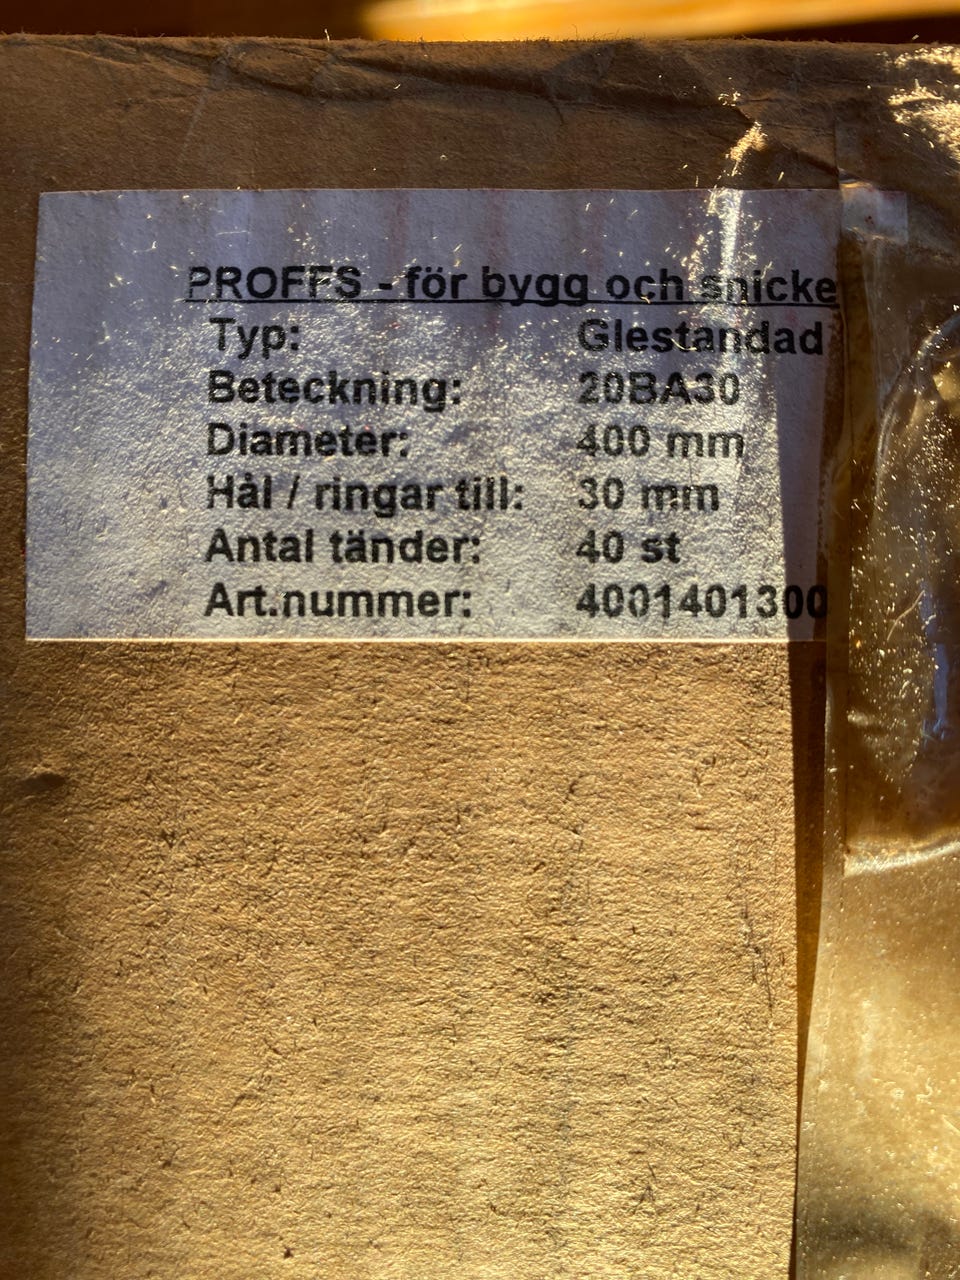 PROFFS - för bygg och snicke
Typ: Glestandad
Beteckning: 20BA30
Diameter: 400 mm
Hål / ringar till: 30 mm
Antal tänder: 40 st
Art.nummer: 4001401300